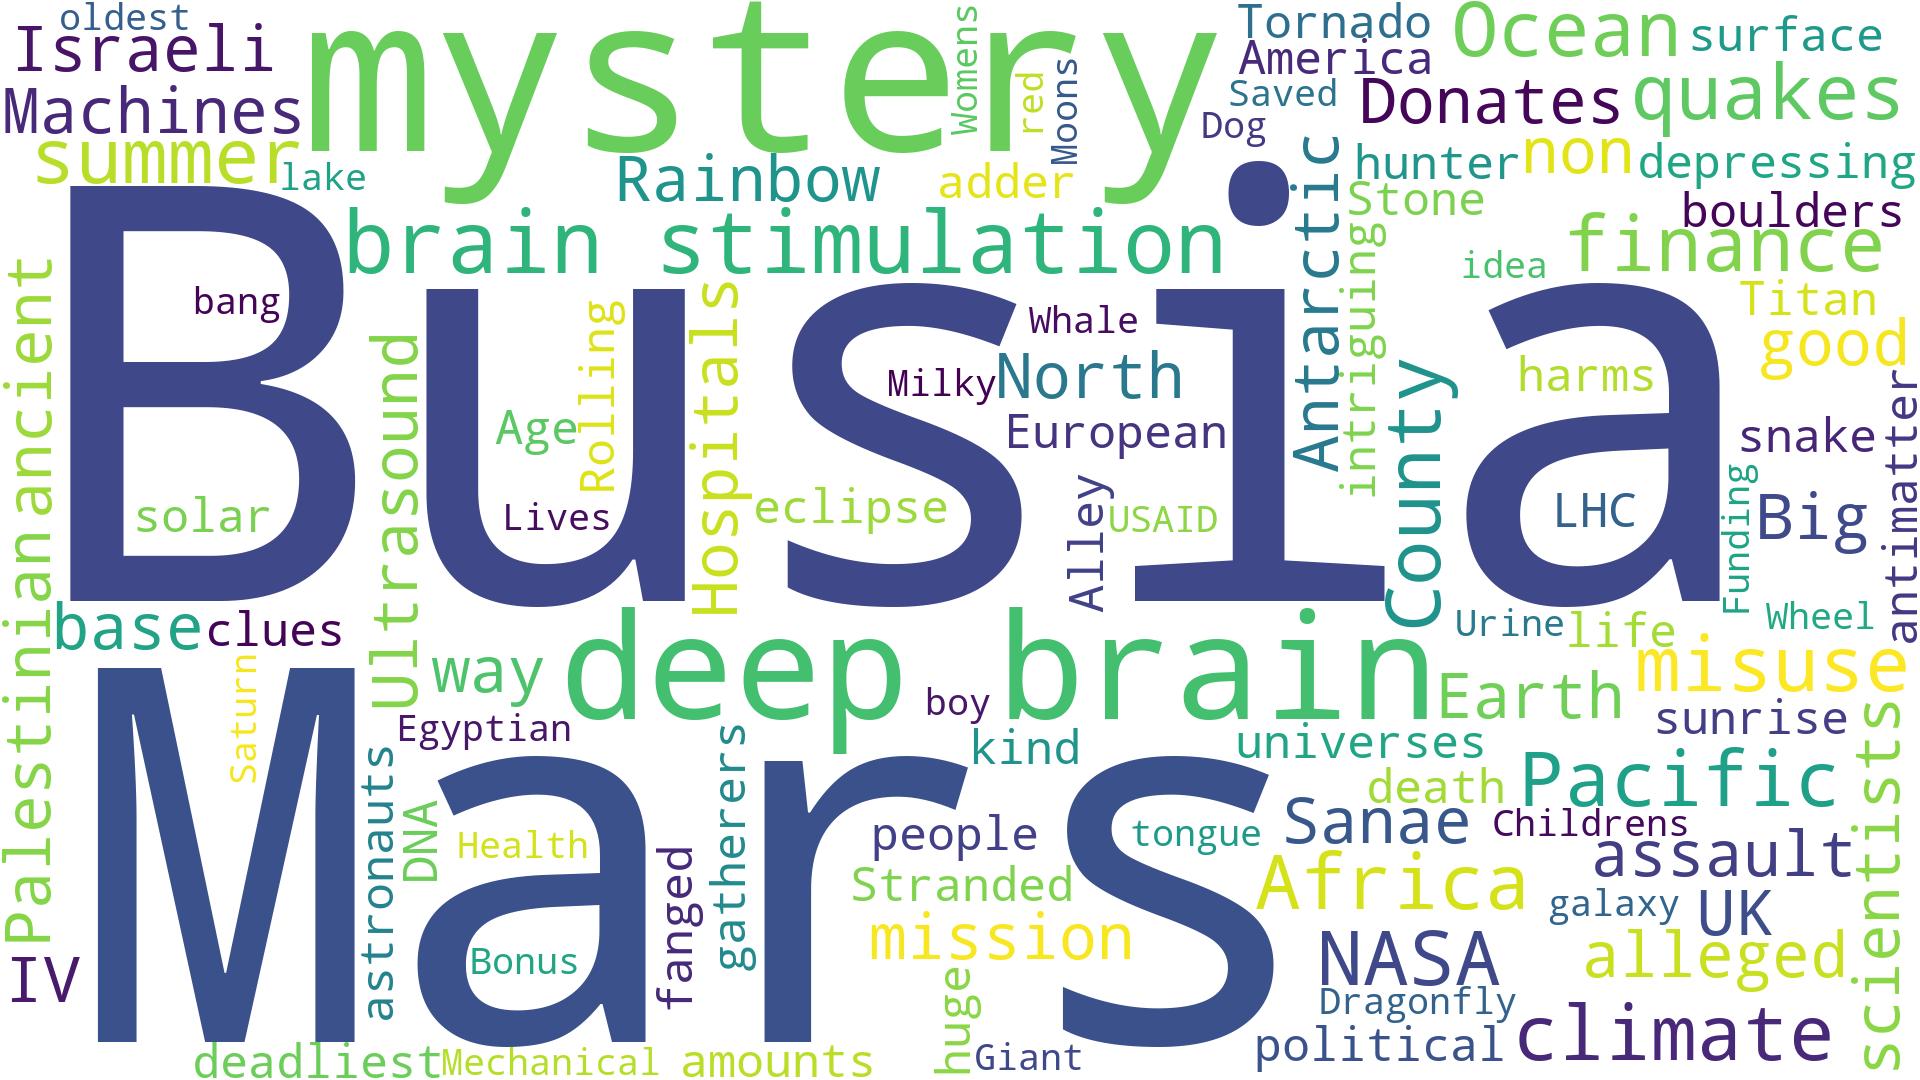 oldest
Israeli
Machines
summer
lake
mystery
Womens
red
Moons
Tornado
America
Saved
Dog
Ocean
surface
Donates
quakes
hunter
non
depressing
Rainbow
adder
Stone
boulders
brain stimulation
Antarctic
intriguing
idea
finance
Titan
good
ancient
Busia
bang
solar
Ultrasound
Age
Rolling
Lives
Hospitals
Whale
Milky
North
European
eclipse
Alley
USAID
County
harms
LHC
snake
Funding
Big
antimatter
Palestinian
base
clues
way
deep brain
boy
Urine
life
Wheel
misuse
Earth
sunrise
Saturn
Egyptian
kind
universes
Pacific
scientists
Mars
astronauts
DNA
Health
Bonus
fanged
gatherers
people
Stranded
mission
huge
Giant
tongue
death
Sanae
Childrens
assault
Africa
galaxy
UK
NASA
alleged
Dragonfly
political
climate
IV
deadliest
Mechanical
amounts